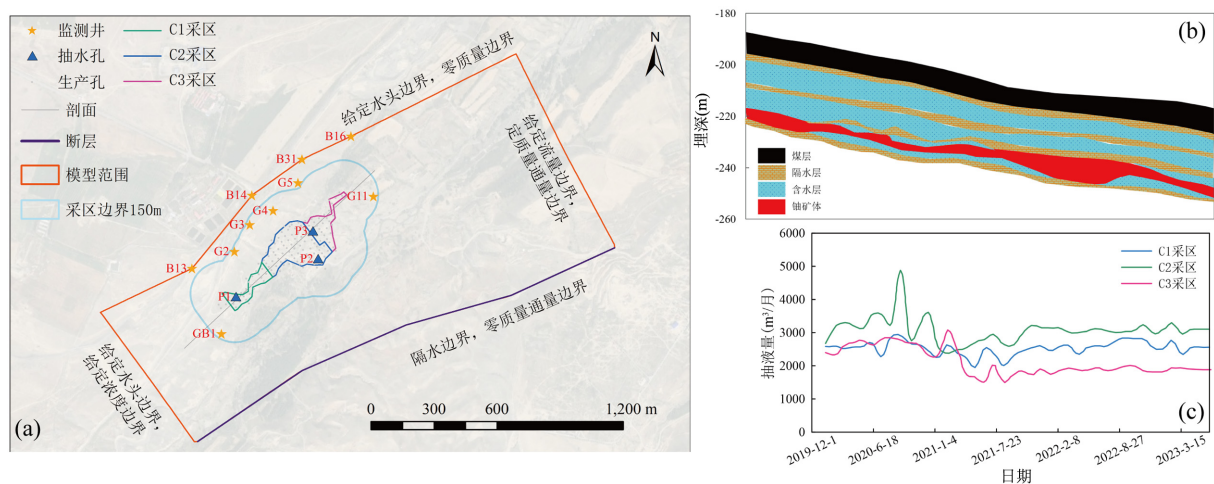 监测井
C1采区
抽水孔
C2采区
生产孔
C3采区
剖面
断层
模型范围
采区边界150m
N
给定水头边界，零质量边界
给定流量边界，
定质量通量边界
隔水边界，零质量通量边界
给定水头边界，
给定浓度边界
B16
B31
G5
B14
G11
G4
G3
P3
G2
P2
B13
P1
GB1
0 300 600 1,200 m
(a)
(b)
埋深(m)
-180
-200
-220
-240
-260
煤层
隔水层
含水层
铀矿体
抽液量(m³/月)
6000
5000
4000
3000
2000
1000
0
C1采区
C2采区
C3采区
(c)
2019-12-1
2020-6-18
2021-1-4
2021-7-23
2022-2-8
2022-8-27
2023-3-15
日期